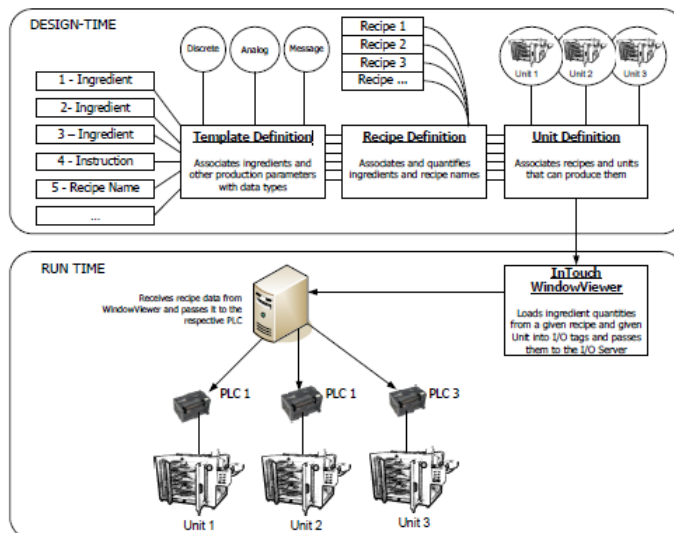 DESIGN-TIME
Discrete
Analog
Message
Recipe 1
Recipe 2
Recipe 3
Recipe ...
Unit 1
Unit 2
Unit 3
1 - Ingredient
2- Ingredient
3 – Ingredient
4 - Instruction
5 - Recipe Name
...
Template Definition
Associates ingredients and
other production parameters
with data types
Recipe Definition
Associates and quantifies
ingredients and recipe names
Unit Definition
Associates recipes and units
that can produce them
RUN TIME
Receives recipe data from
WindowViewer and passes it to the
respective PLC
InTouch
WindowViewer
Loads ingredient quantities
from a given recipe and given
Unit into I/O tags and passes
them to the I/O Server
PLC 1
PLC 1
PLC 3
Unit 1
Unit 2
Unit 3